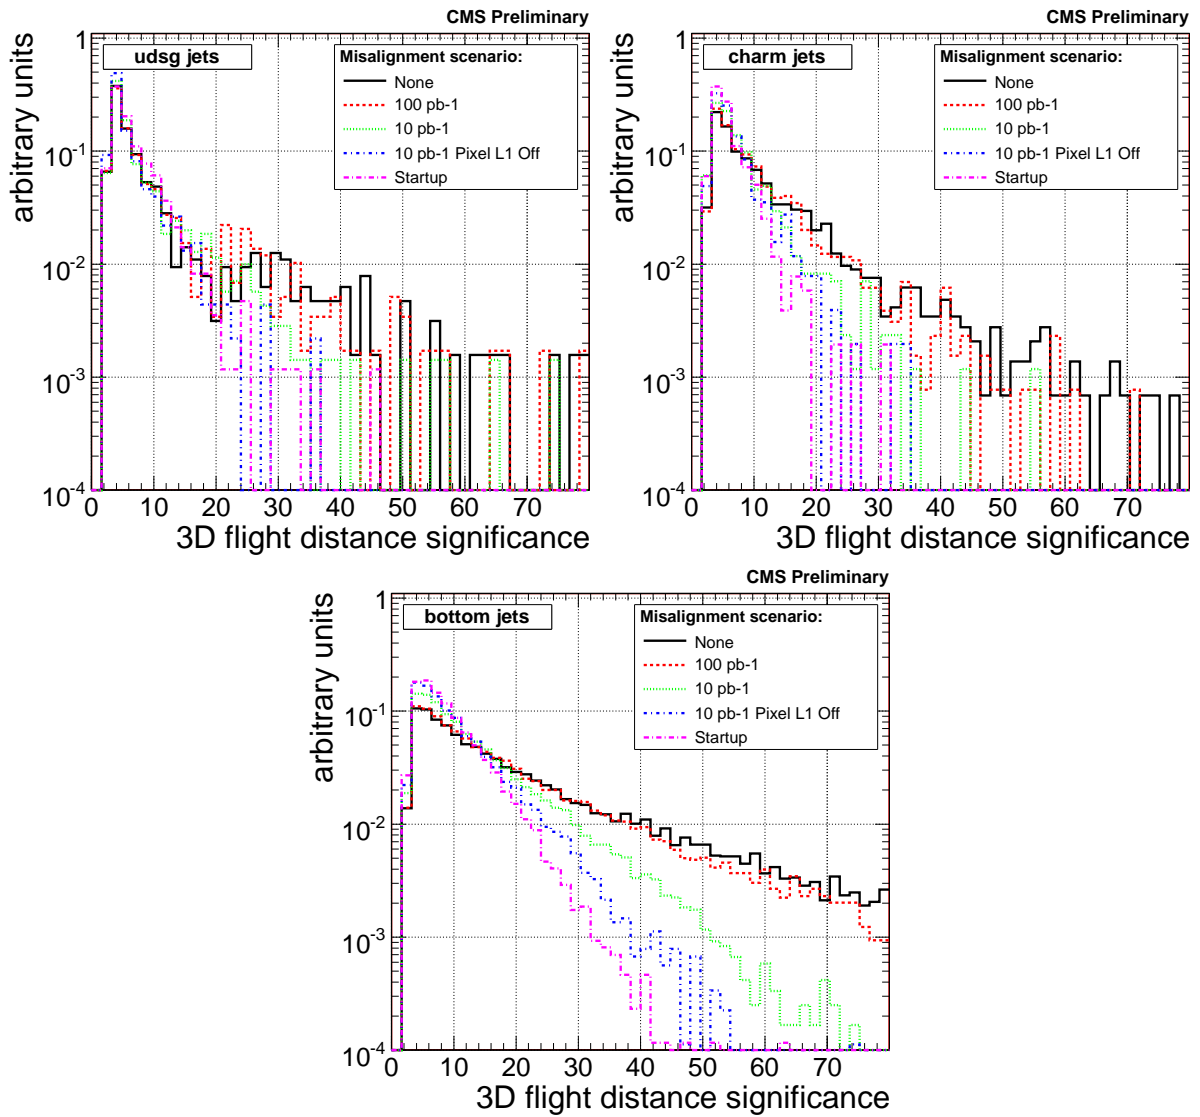 CMS Preliminary
udsg jets
Misalignment scenario:
None
100 pb-1
10 pb-1
10 pb-1 Pixel L1 Off
Startup
arbitrary units
1
10-1
10-2
10-3
10-4
0 10 20 30 40 50 60 70
3D flight distance significance
CMS Preliminary
charm jets
Misalignment scenario:
None
100 pb-1
10 pb-1
10 pb-1 Pixel L1 Off
Startup
arbitrary units
1
10-1
10-2
10-3
10-4
0 10 20 30 40 50 60 70
3D flight distance significance
CMS Preliminary
bottom jets
Misalignment scenario:
None
100 pb-1
10 pb-1
10 pb-1 Pixel L1 Off
Startup
arbitrary units
1
10-1
10-2
10-3
10-4
0 10 20 30 40 50 60 70
3D flight distance significance